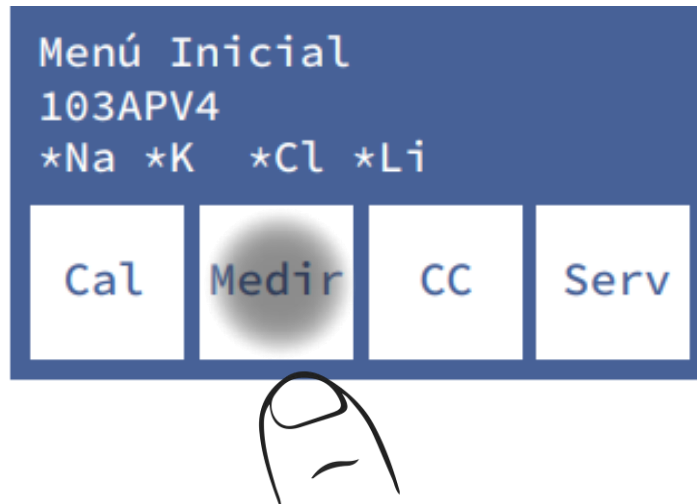 Menú Inicial
103APV4
*Na *K *Cl *Li
Cal Medir CC Serv